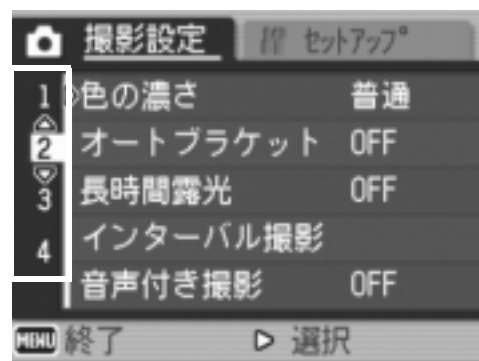 撮影設定 セットアップ
1 色の濃さ 普通
2 オートブラケット OFF
3 長時間露光 OFF
4 インターバル撮影
音声付き撮影 OFF
MENU 終了 選択